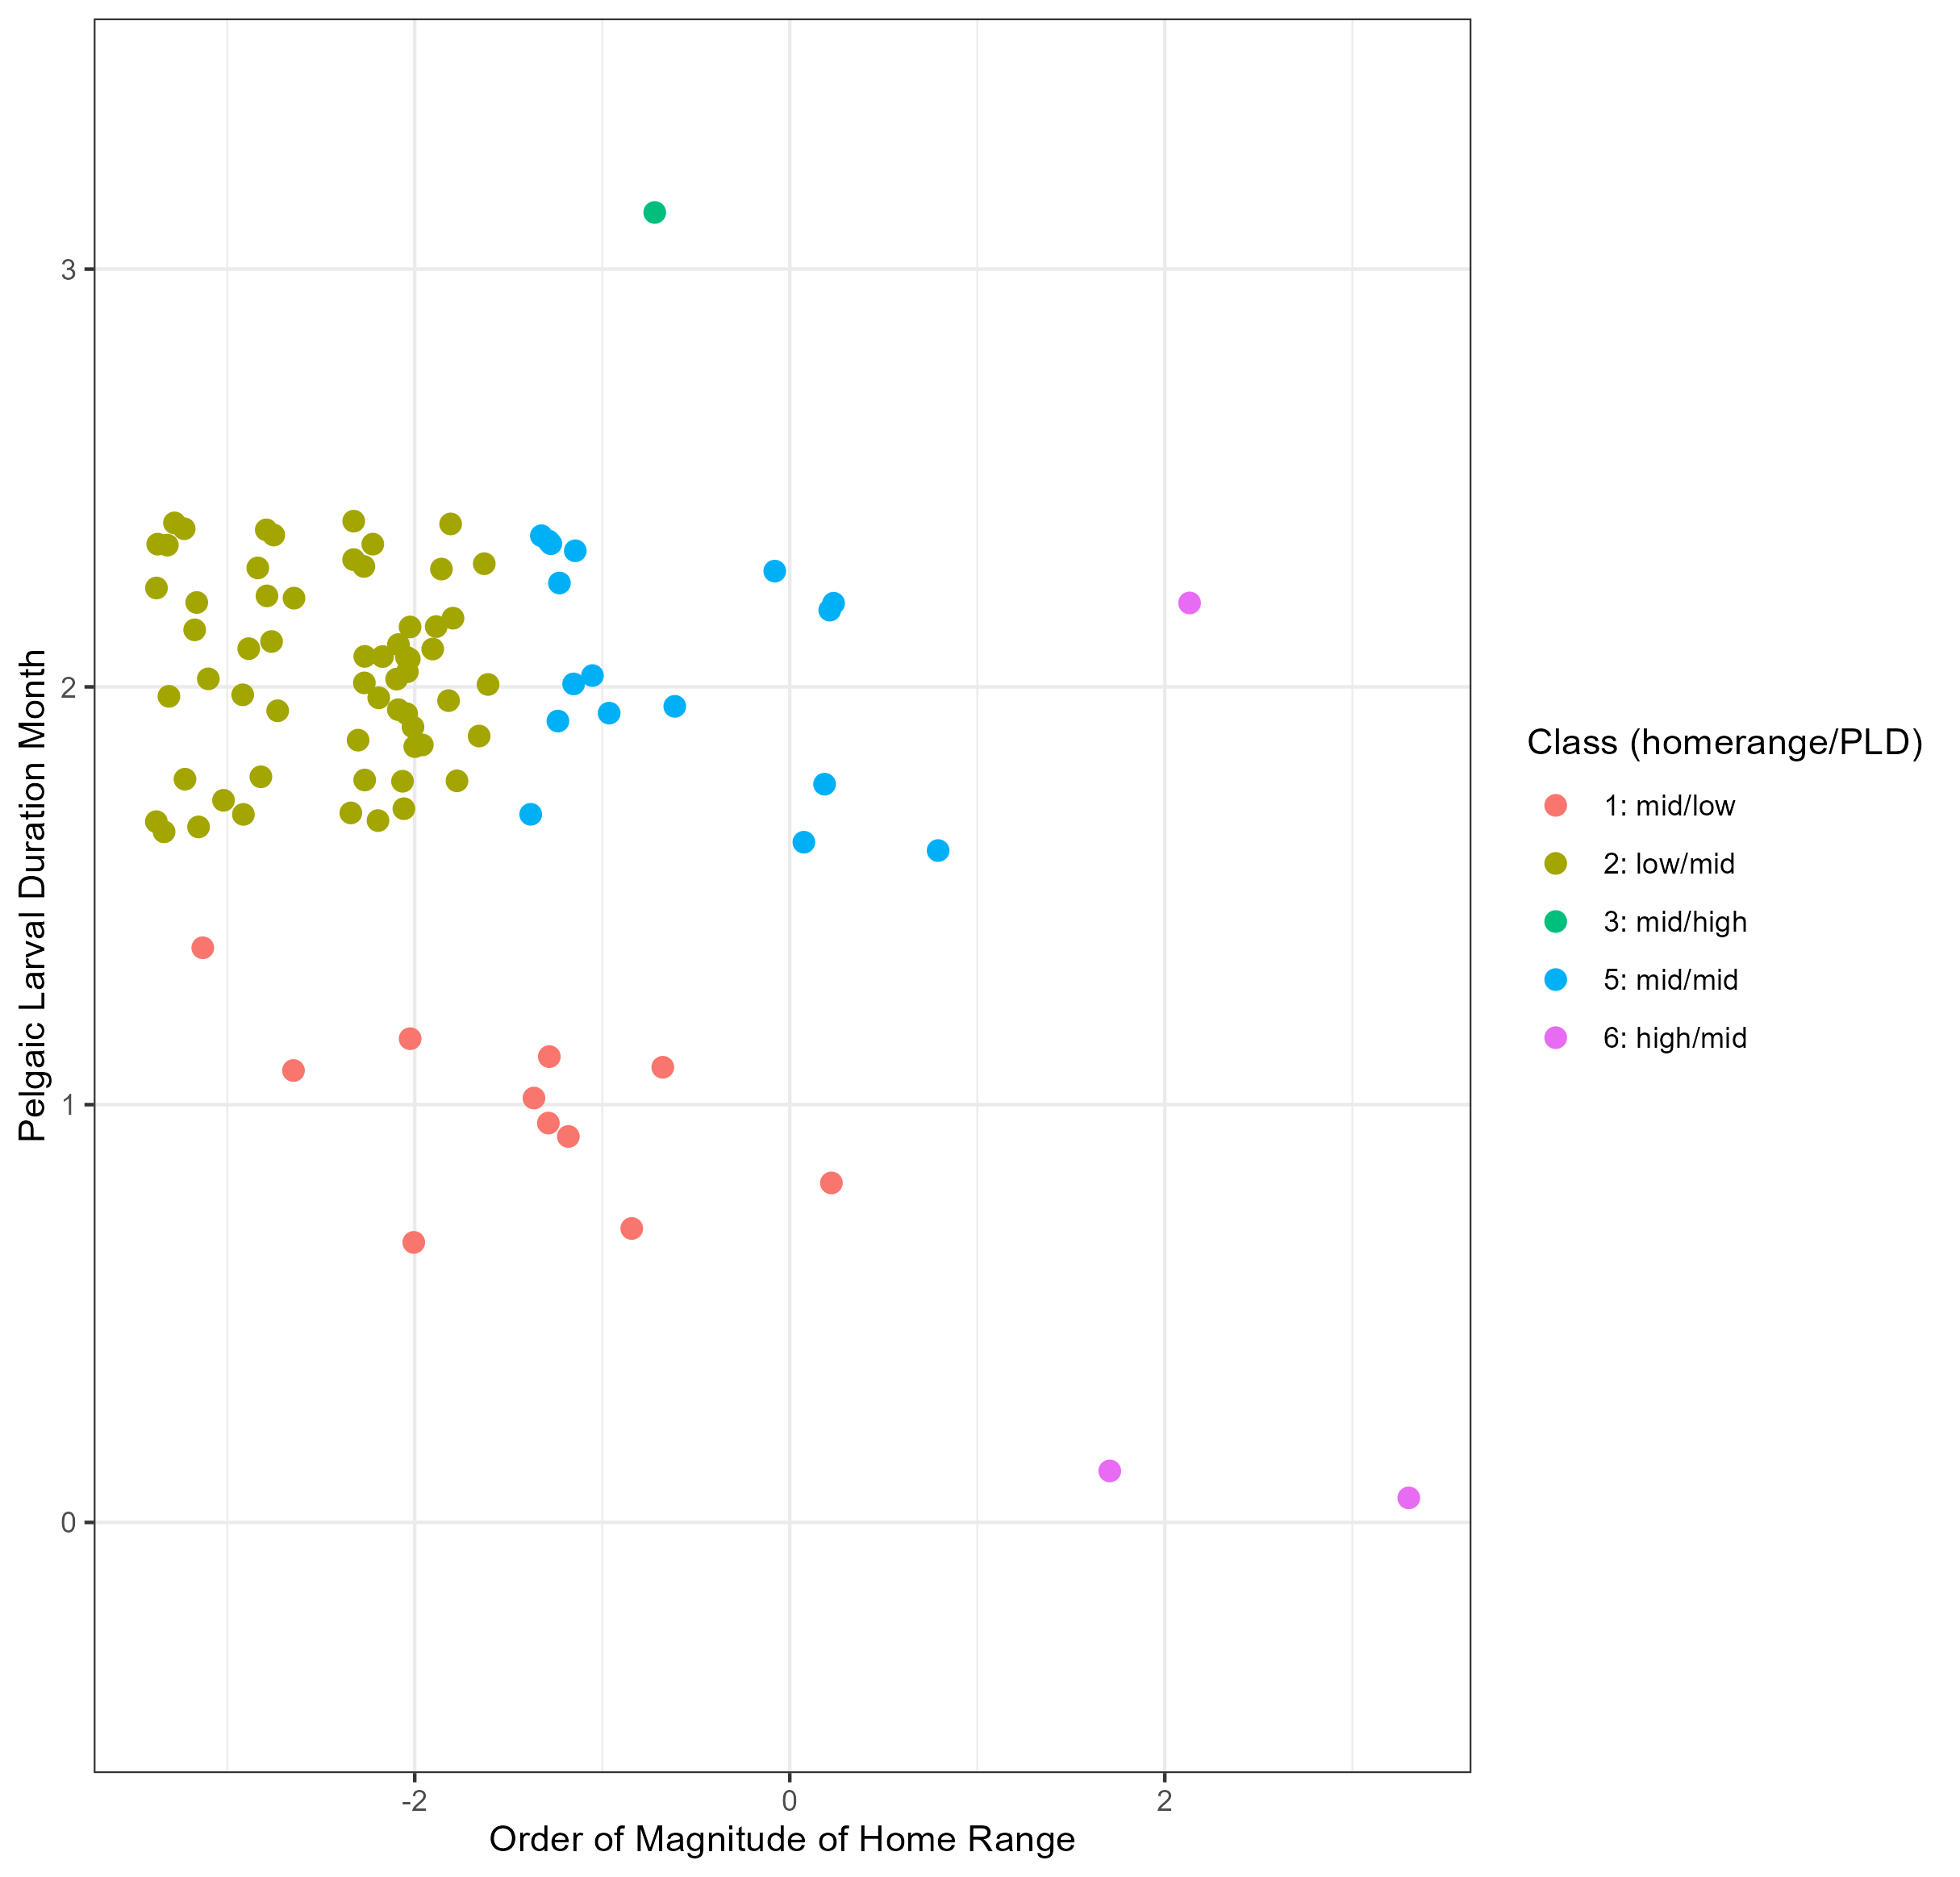 Pelgaic Larval Duration Month
3
2
1
0
-2
0
2
Order of Magnitude of Home Range
Class (homerange/PLD)
1: mid/low
2: low/mid
3: mid/high
5: mid/mid
6: high/mid